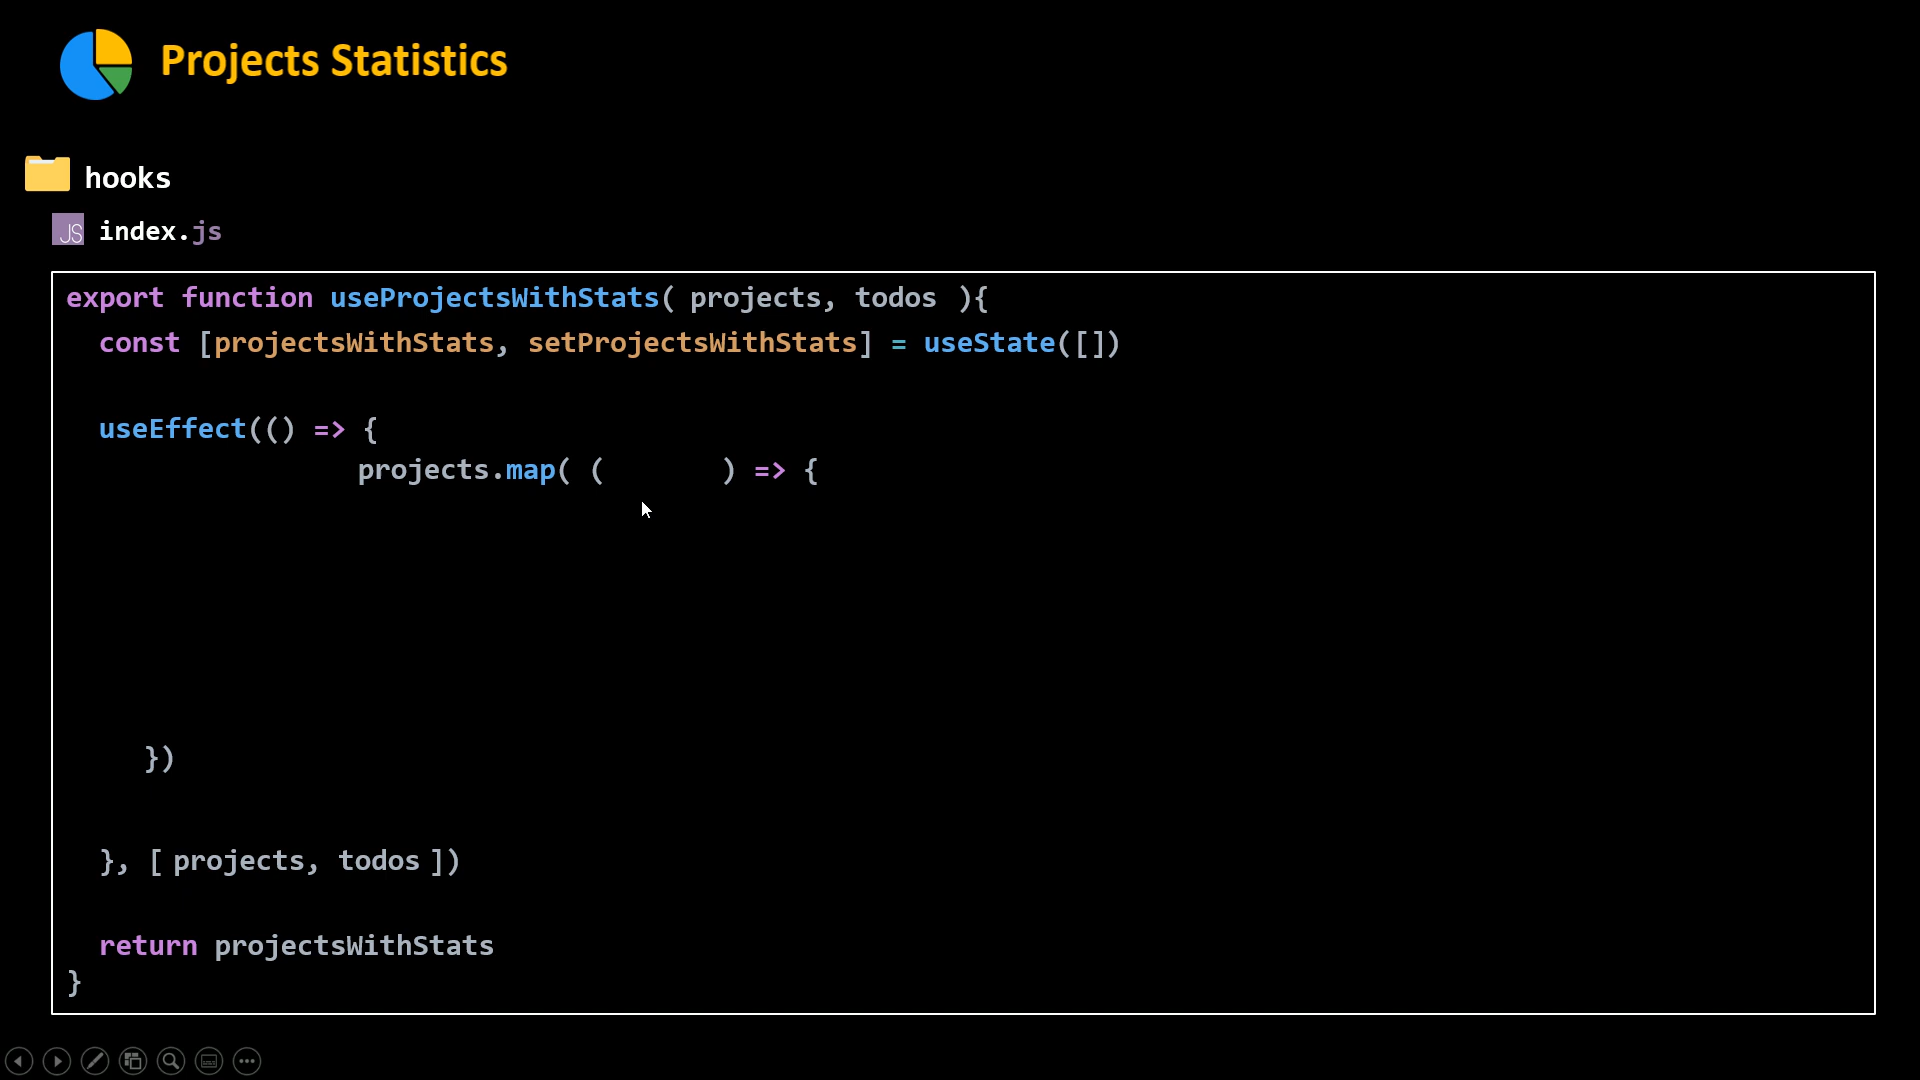 Projects Statistics
hooks
JS index.js
export function useProjectsWithStats( projects, todos ){
const [projectsWithStats, setProjectsWithStats] = useState([])
useEffect(() => {
projects.map( ( ) => {
})
}, [ projects, todos ])
return projectsWithStats
}